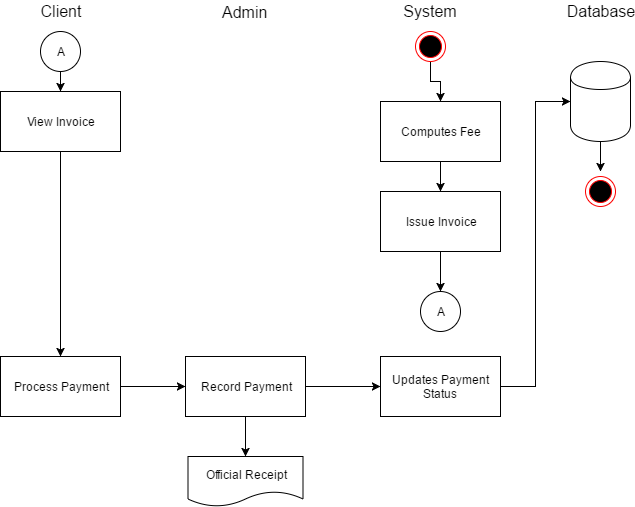 Client
Admin
System
Database
A
View Invoice
Computes Fee
Issue Invoice
A
Process Payment
Record Payment
Updates Payment
Status
Official Receipt